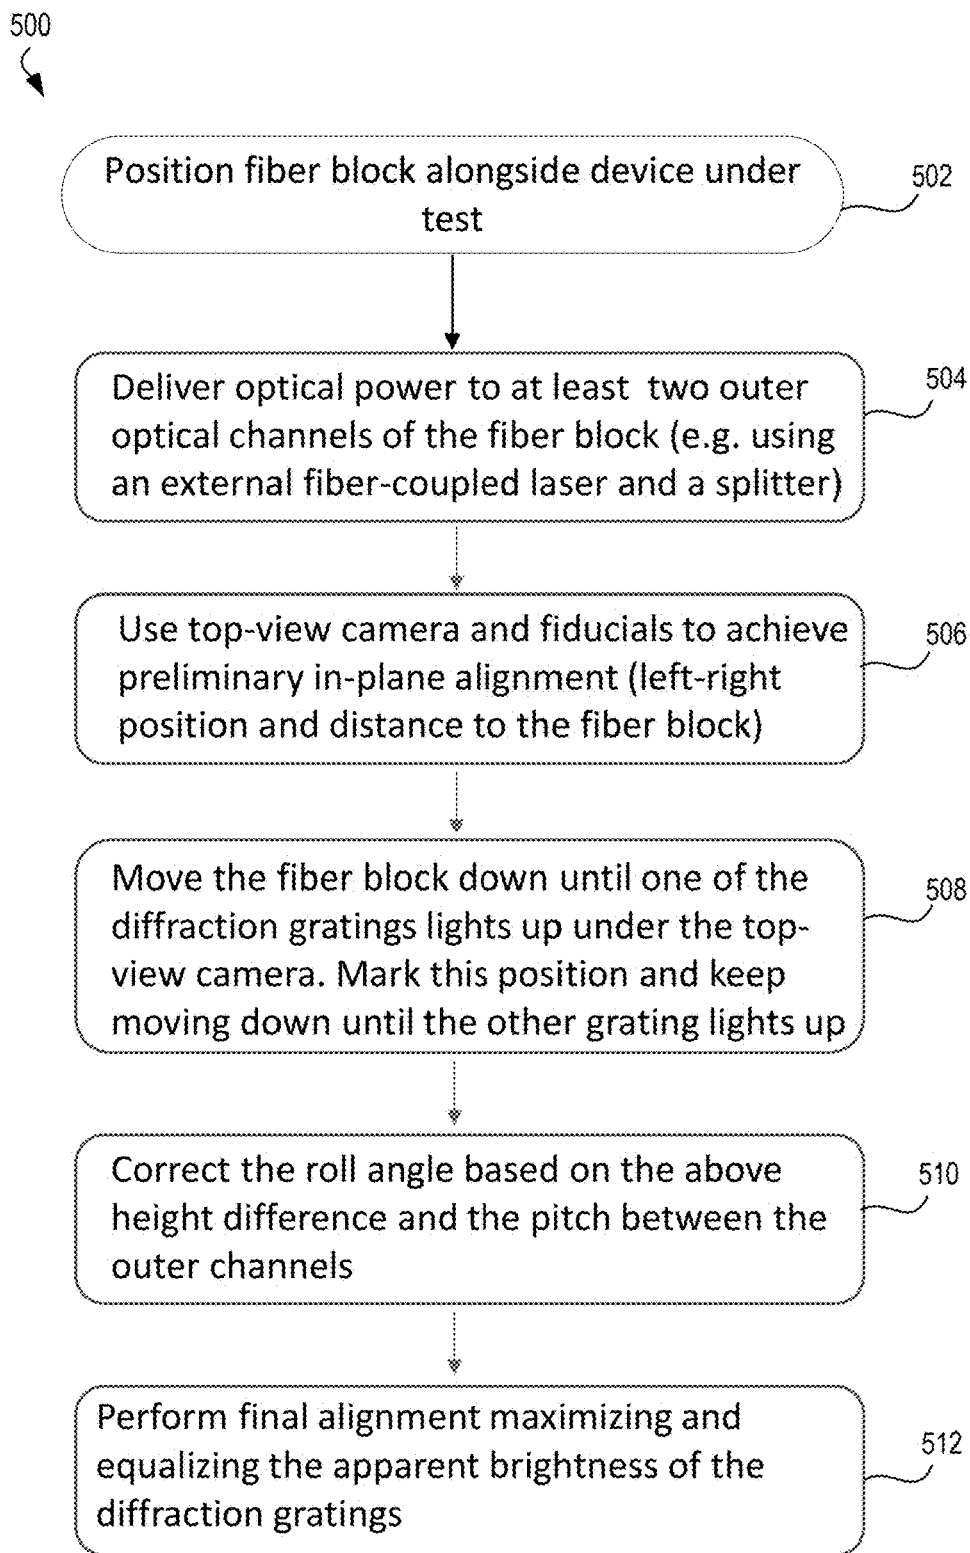 500
Position fiber block alongside device under
test
502
Deliver optical power to at least two outer
optical channels of the fiber block (e.g. using
an external fiber-coupled laser and a splitter)
504
Use top-view camera and fiducials to achieve
preliminary in-plane alignment (left-right
position and distance to the fiber block)
506
Move the fiber block down until one of the
diffraction gratings lights up under the top-
view camera. Mark this position and keep
moving down until the other grating lights up
508
Correct the roll angle based on the above
height difference and the pitch between the
outer channels
510
Perform final alignment maximizing and
equalizing the apparent brightness of the
diffraction gratings
512